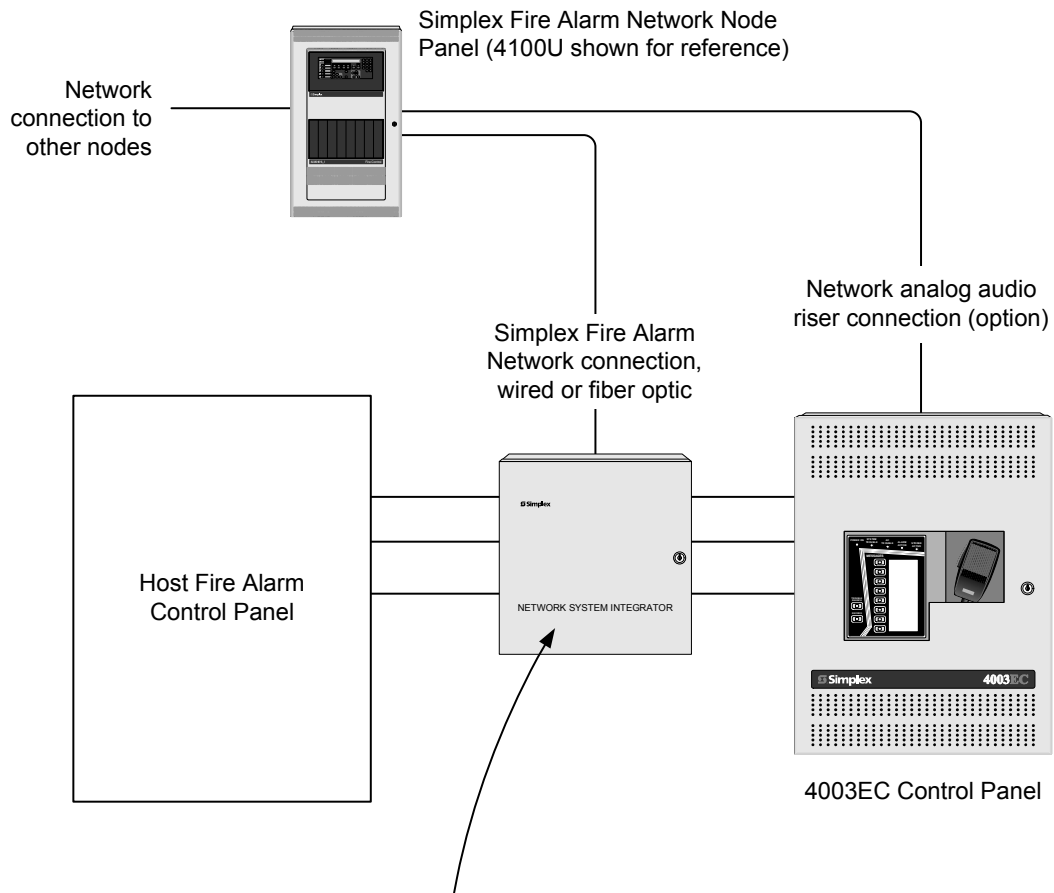 Simplex Fire Alarm Network Node
Panel (4100U shown for reference)
Network
connection to
other nodes
Network analog audio
riser connection (option)
Simplex Fire Alarm
Network connection,
wired or fiber optic
Host Fire Alarm
Control Panel
Simplex
NETWORK SYSTEM INTEGRATOR
Simplex 4003EC
4003EC Control Panel